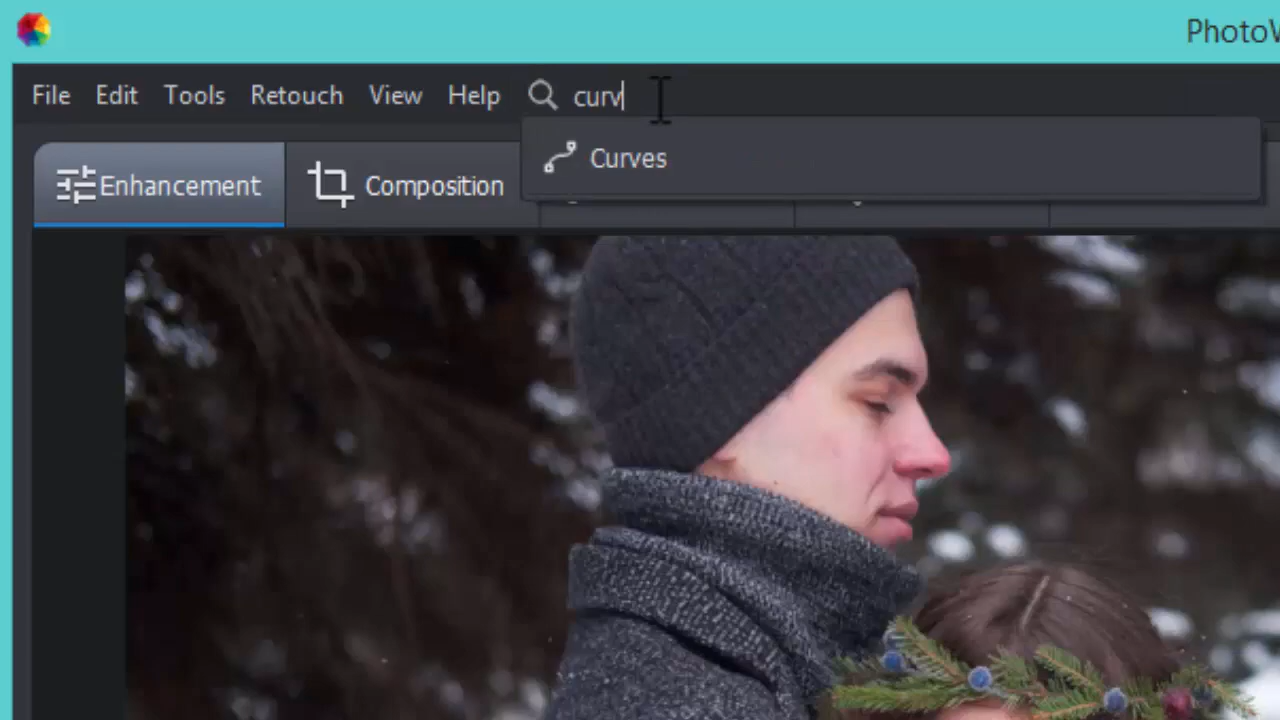 PhotoW
File Edit Tools Retouch View Help curv
Curves
Enhancement Composition